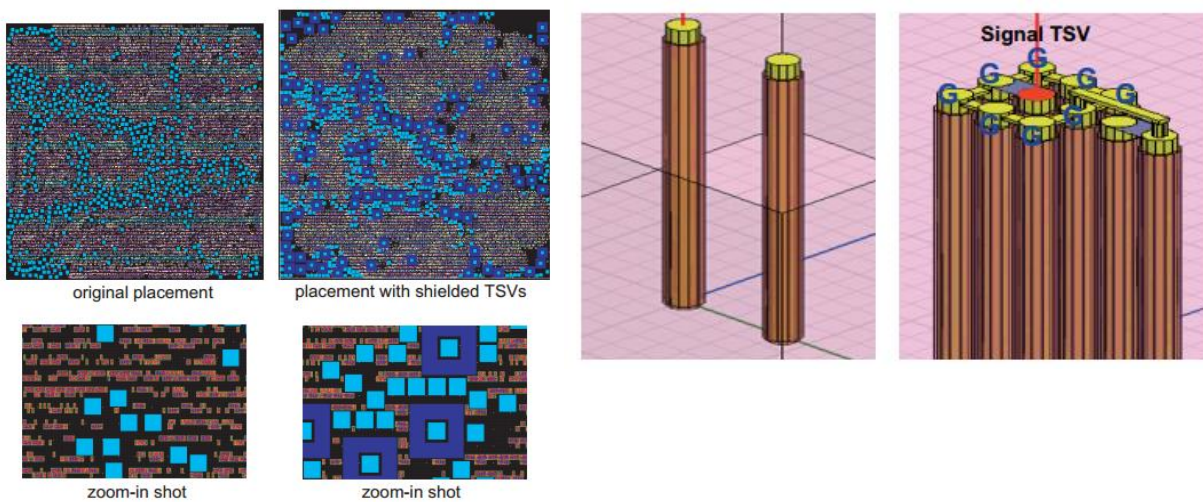 original placement
placement with shielded TSVs
zoom-in shot
zoom-in shot
Signal TSV
G
G
G
G
G
G
G